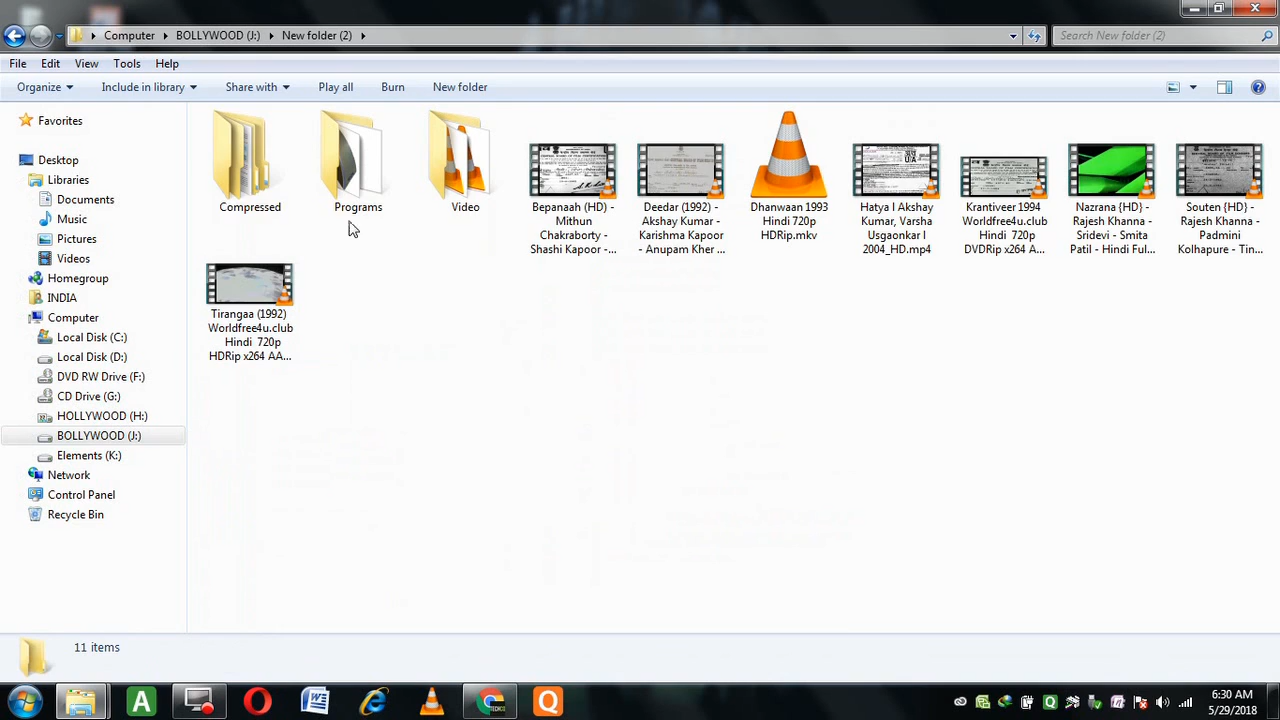 Computer BOLLYWOOD (J:) New folder (2) Search New folder (2)
File Edit View Tools Help
Organize Include in library Share with Play all Burn New folder
Favorites
Desktop
Libraries
Documents
Music
Pictures
Videos
Homegroup
INDIA
Computer
Local Disk (C:)
Local Disk (D:)
DVD RW Drive (F:)
CD Drive (G:)
HOLLYWOOD (H:)
BOLLYWOOD (J:)
Elements (K:)
Network
Control Panel
Recycle Bin
Compressed
Programs
Video
Bepanaah (HD) -
Mithun
Chakraborty -
Shashi Kapoor -...
Deedar (1992) -
Akshay Kumar -
Karishma Kapoor
- Anupam Kher ...
Dhanwaan 1993
Hindi 720p
HDRip.mkv
Hatya l Akshay
Kumar, Varsha
Usgaonkar l
2004_HD.mp4
Krantiveer 1994
Worldfree4u.club
Hindi 720p
DVDRip x264 A...
Nazrana {HD} -
Rajesh Khanna -
Sridevi - Smita
Patil - Hindi Ful...
Souten {HD} -
Rajesh Khanna -
Padmini
Kolhapure - Tin...
Tirangaa (1992)
Worldfree4u.club
Hindi 720p
HDRip x264 AA...
11 items
6:30 AM
5/29/2018